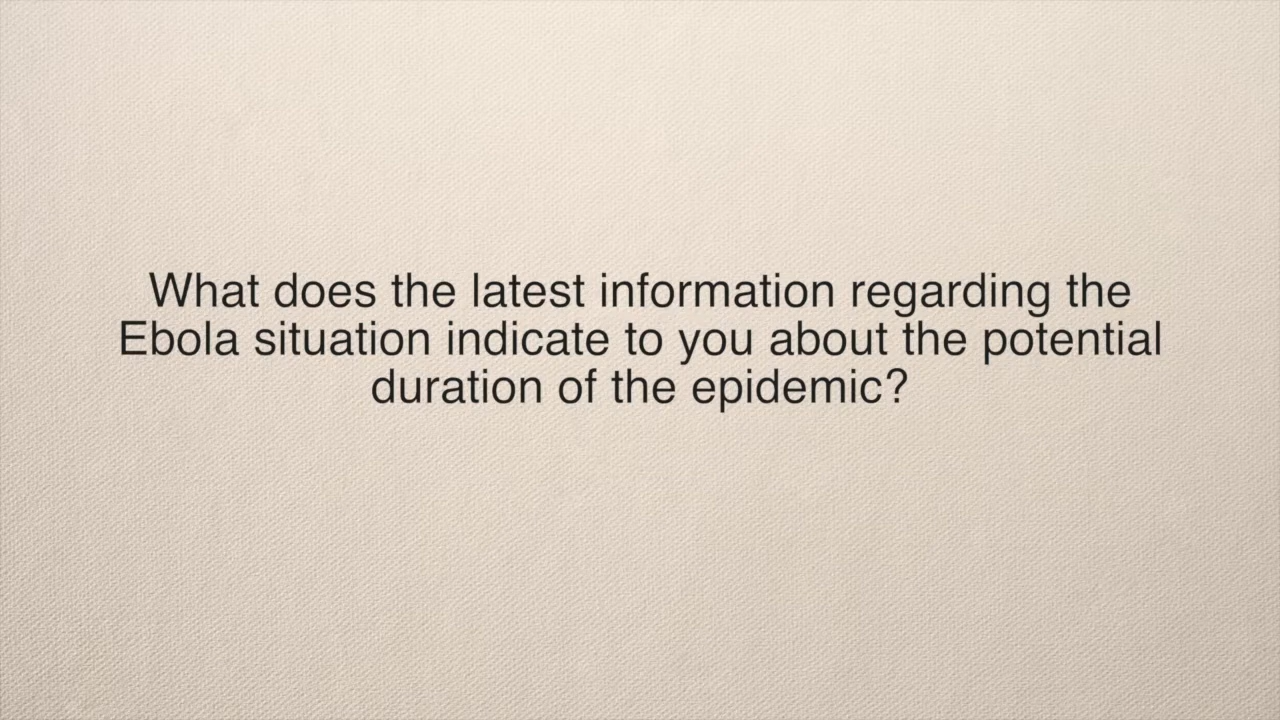 What does the latest information regarding the
Ebola situation indicate to you about the potential
duration of the epidemic?